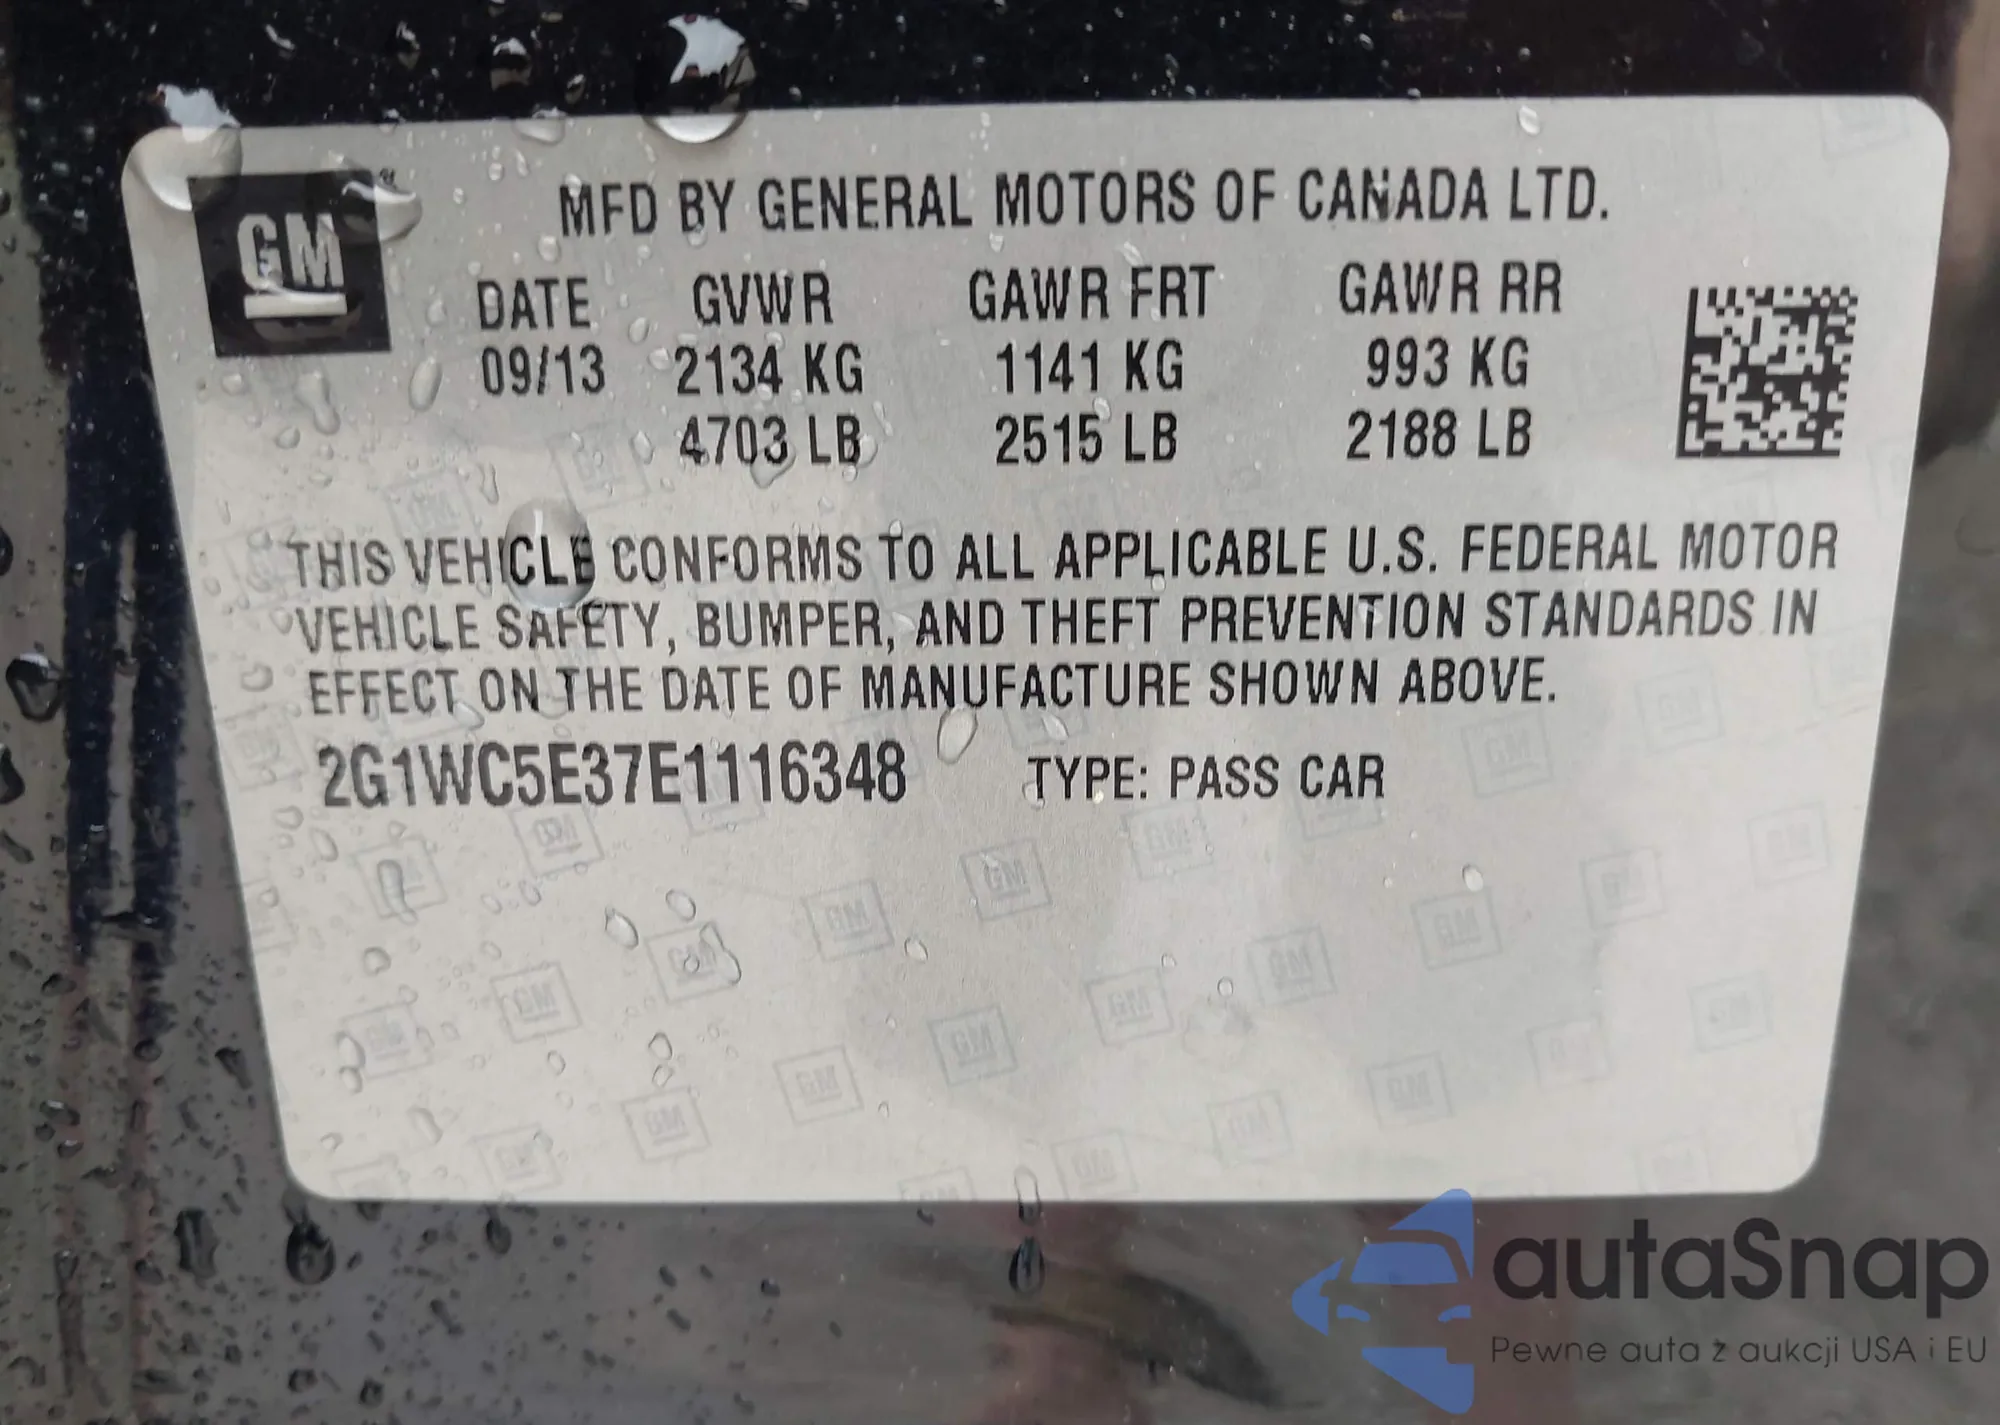 GM
MFD BY GENERAL MOTORS OF CANADA LTD.
DATE GVWR GAWR FRT GAWR RR
09/13 2134 KG 1141 KG 993 KG
4703 LB 2515 LB 2188 LB
THIS VEHICLE CONFORMS TO ALL APPLICABLE U.S. FEDERAL MOTOR
VEHICLE SAFETY, BUMPER, AND THEFT PREVENTION STANDARDS IN
EFFECT ON THE DATE OF MANUFACTURE SHOWN ABOVE.
2G1WC5E37E1116348 TYPE: PASS CAR
autaSnap
Pewne auta z aukcji USA i EU